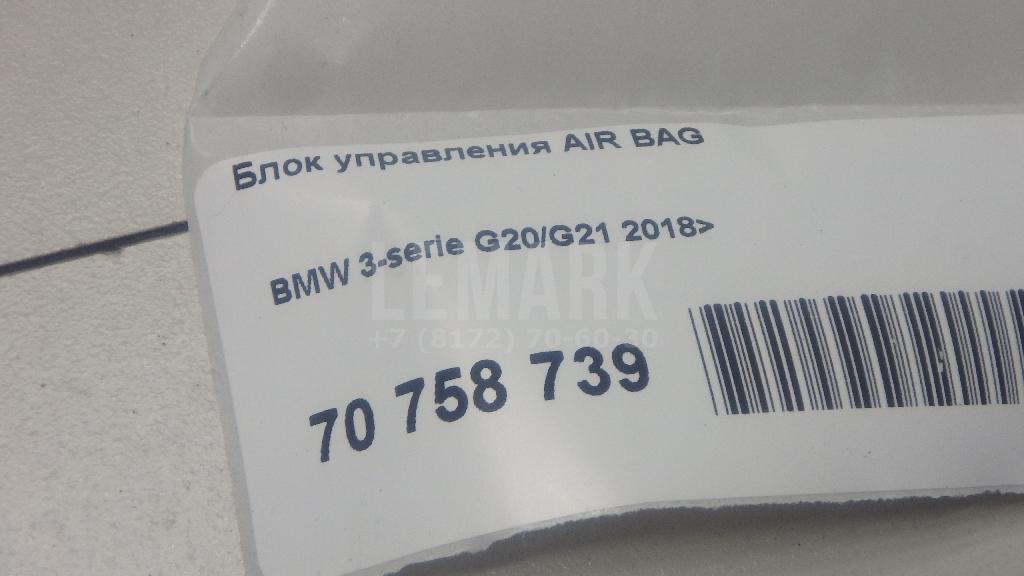 Блок управления AIR BAG
BMW 3-serie G20/G21 2018>
LEMARK
+7 (8172) 70-60-30
70 758 739